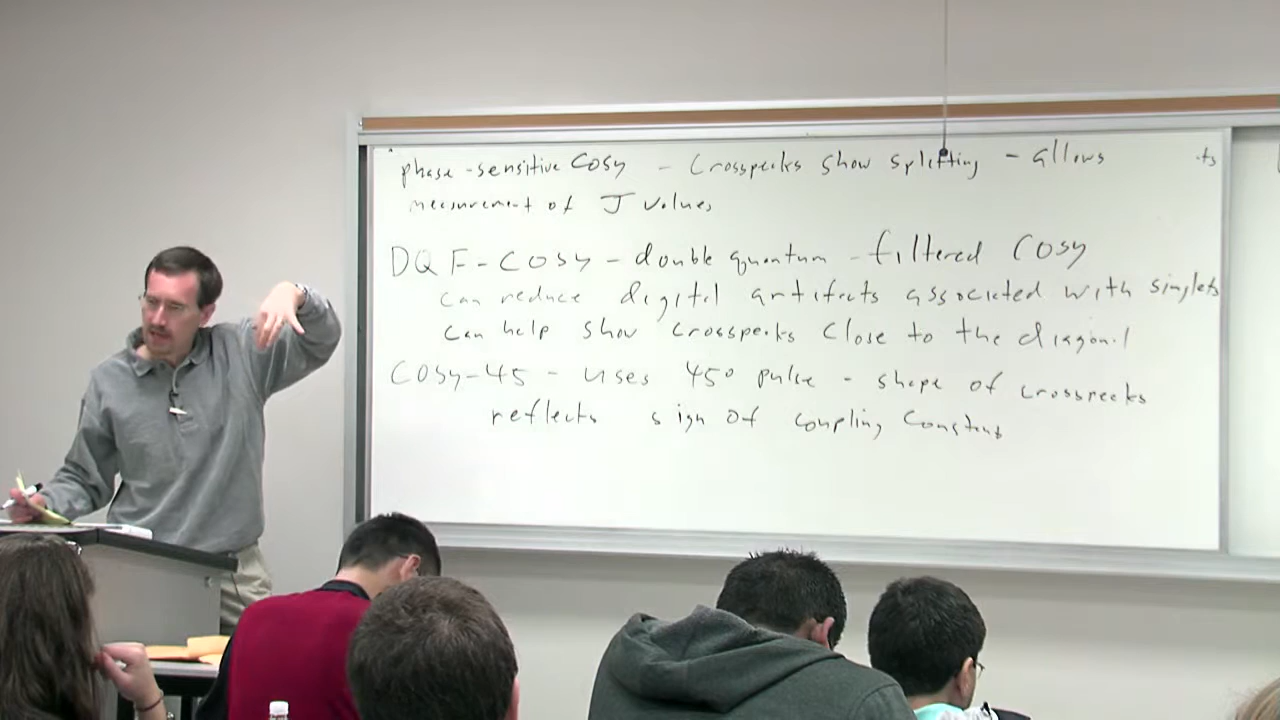 phase-sensitive COSY - crosspeaks show splitting - allows
measurement of J values
DQF-COSY - double quantum - filtered COSY
can reduce digital artifacts associated with singlets
can help show crosspeaks close to the diagonal
COSY-45 - uses 45° pulse - shape of crosspeaks
reflects sign of coupling constant